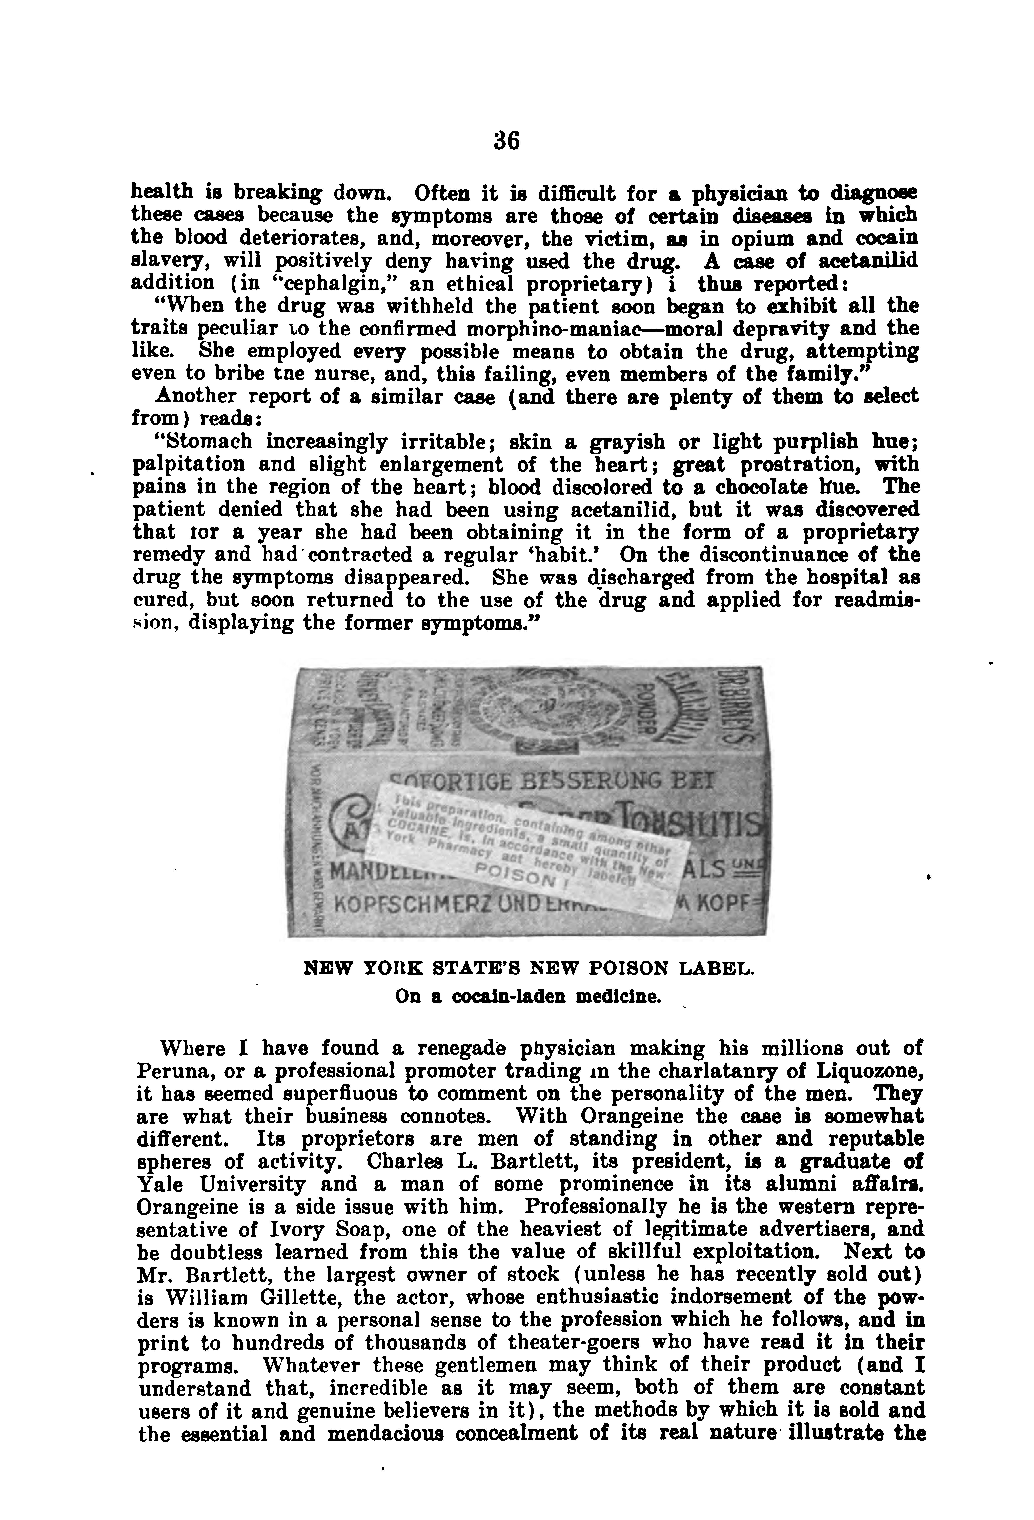 36
health is breaking down. Often it is difficult for a physician to diagnose
these cases because the symptoms are those of certain diseases in which
the blood deteriorates, and, moreover, the victim, as in opium and cocain
slavery, will positively deny having used the drug. A case of acetanilid
addition (in "cephalgin," an ethical proprietary) i thus reported:
"When the drug was withheld the patient soon began to exhibit all the
traits peculiar to the confirmed morphino-maniac—moral depravity and the
like. She employed every possible means to obtain the drug, attempting
even to bribe tne nurse, and, this failing, even members of the family."
Another report of a similar case (and there are plenty of them to select
from) reads:
"Stomach increasingly irritable; skin a grayish or light purplish hue;
palpitation and slight enlargement of the heart; great prostration, with
pains in the region of the heart; blood discolored to a chocolate hue. The
patient denied that she had been using acetanilid, but it was discovered
that for a year she had been obtaining it in the form of a proprietary
remedy and had contracted a regular 'habit.' On the discontinuance of the
drug the symptoms disappeared. She was discharged from the hospital as
cured, but soon returned to the use of the drug and applied for readmis-
sion, displaying the former symptoms."
DR. BIRNEY'S
POWDER
SOFORTIGE BESSERUNG BEI
TONSILITIS
This preparation, containing among other
valuable ingredients, a small quantity of
COCAINE, is, in accordance with the New
York Pharmacy act hereby labeled
POISON!
ALS UND
KOPFSCHMERZ UND KOPF=
NEW YORK STATE'S NEW POISON LABEL.
On a cocain-laden medicine.
Where I have found a renegade physician making his millions out of
Peruna, or a professional promoter trading in the charlatanry of Liquozone,
it has seemed superfluous to comment on the personality of the men. They
are what their business connotes. With Orangeine the case is somewhat
different. Its proprietors are men of standing in other and reputable
spheres of activity. Charles L. Bartlett, its president, is a graduate of
Yale University and a man of some prominence in its alumni affairs.
Orangeine is a side issue with him. Professionally he is the western repre-
sentative of Ivory Soap, one of the heaviest of legitimate advertisers, and
he doubtless learned from this the value of skillful exploitation. Next to
Mr. Bartlett, the largest owner of stock (unless he has recently sold out)
is William Gillette, the actor, whose enthusiastic indorsement of the pow-
ders is known in a personal sense to the profession which he follows, and in
print to hundreds of thousands of theater-goers who have read it in their
programs. Whatever these gentlemen may think of their product (and I
understand that, incredible as it may seem, both of them are constant
users of it and genuine believers in it), the methods by which it is sold and
the essential and mendacious concealment of its real nature illustrate the